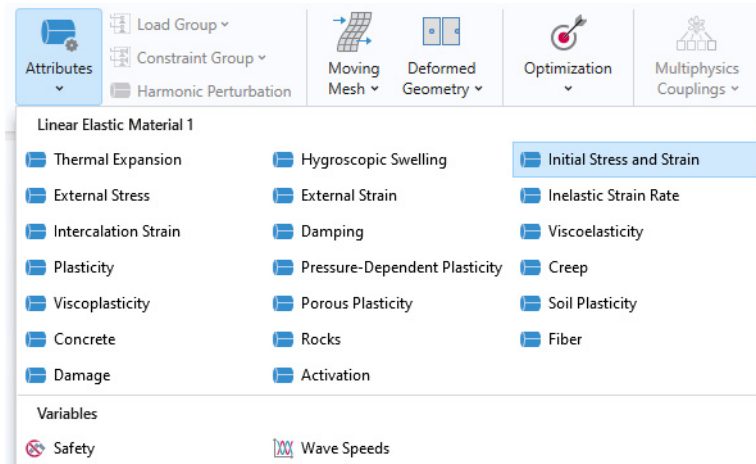 Attributes
Load Group
Constraint Group
Harmonic Perturbation
Moving
Mesh
Deformed
Geometry
Optimization
Multiphysics
Couplings
Linear Elastic Material 1
Thermal Expansion
Hygroscopic Swelling
Initial Stress and Strain
External Stress
External Strain
Inelastic Strain Rate
Intercalation Strain
Damping
Viscoelasticity
Plasticity
Pressure-Dependent Plasticity
Creep
Viscoplasticity
Porous Plasticity
Soil Plasticity
Concrete
Rocks
Fiber
Damage
Activation
Variables
Safety
Wave Speeds